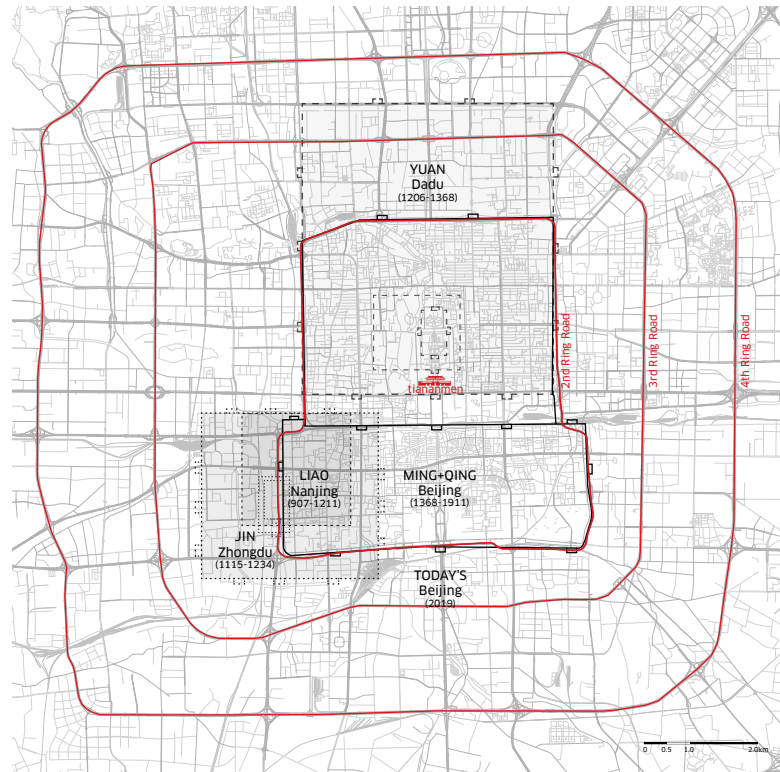 YUAN
Dadu
(1206-1368)
2nd Ring Road
3rd Ring Road
4th Ring Road
tiananmen
LIAO
Nanjing
(907-1211)
MING+QING
Beijing
(1368-1911)
JIN
Zhongdu
(1115-1234)
TODAY'S
Beijing
(2019)
0 0.5 1.0 2.0km